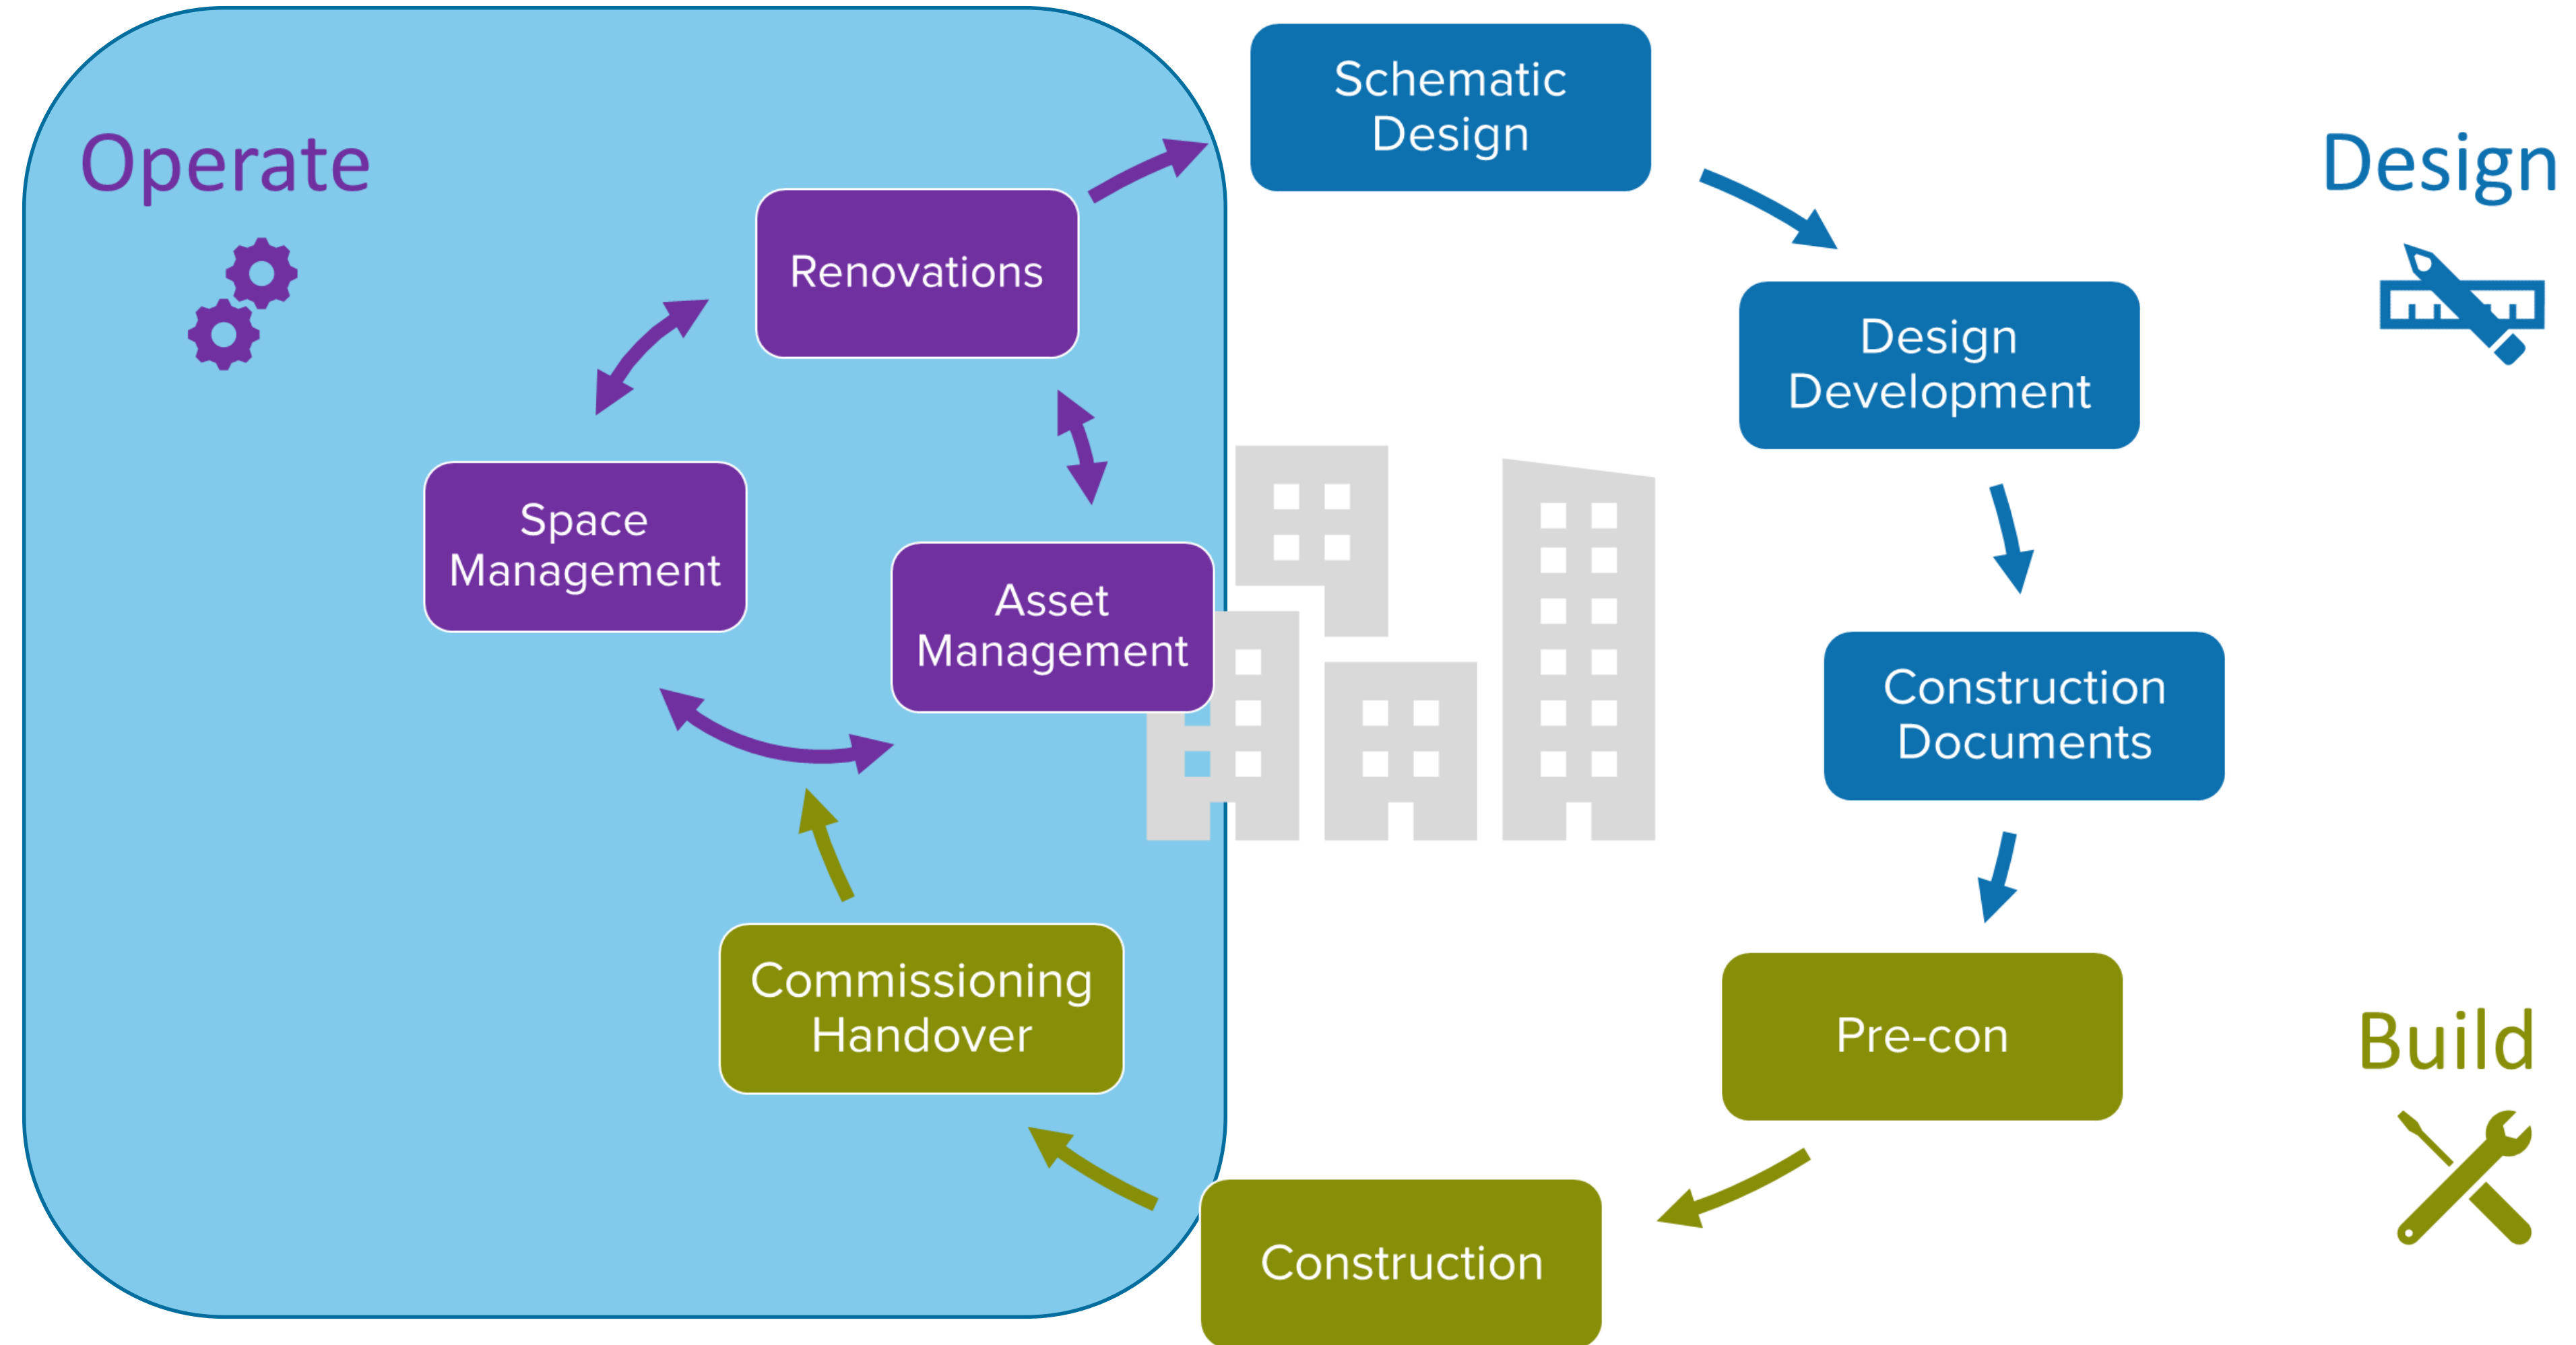 Operate
Design
Build
Schematic
Design
Design
Development
Construction
Documents
Pre-con
Construction
Commissioning
Handover
Space
Management
Asset
Management
Renovations